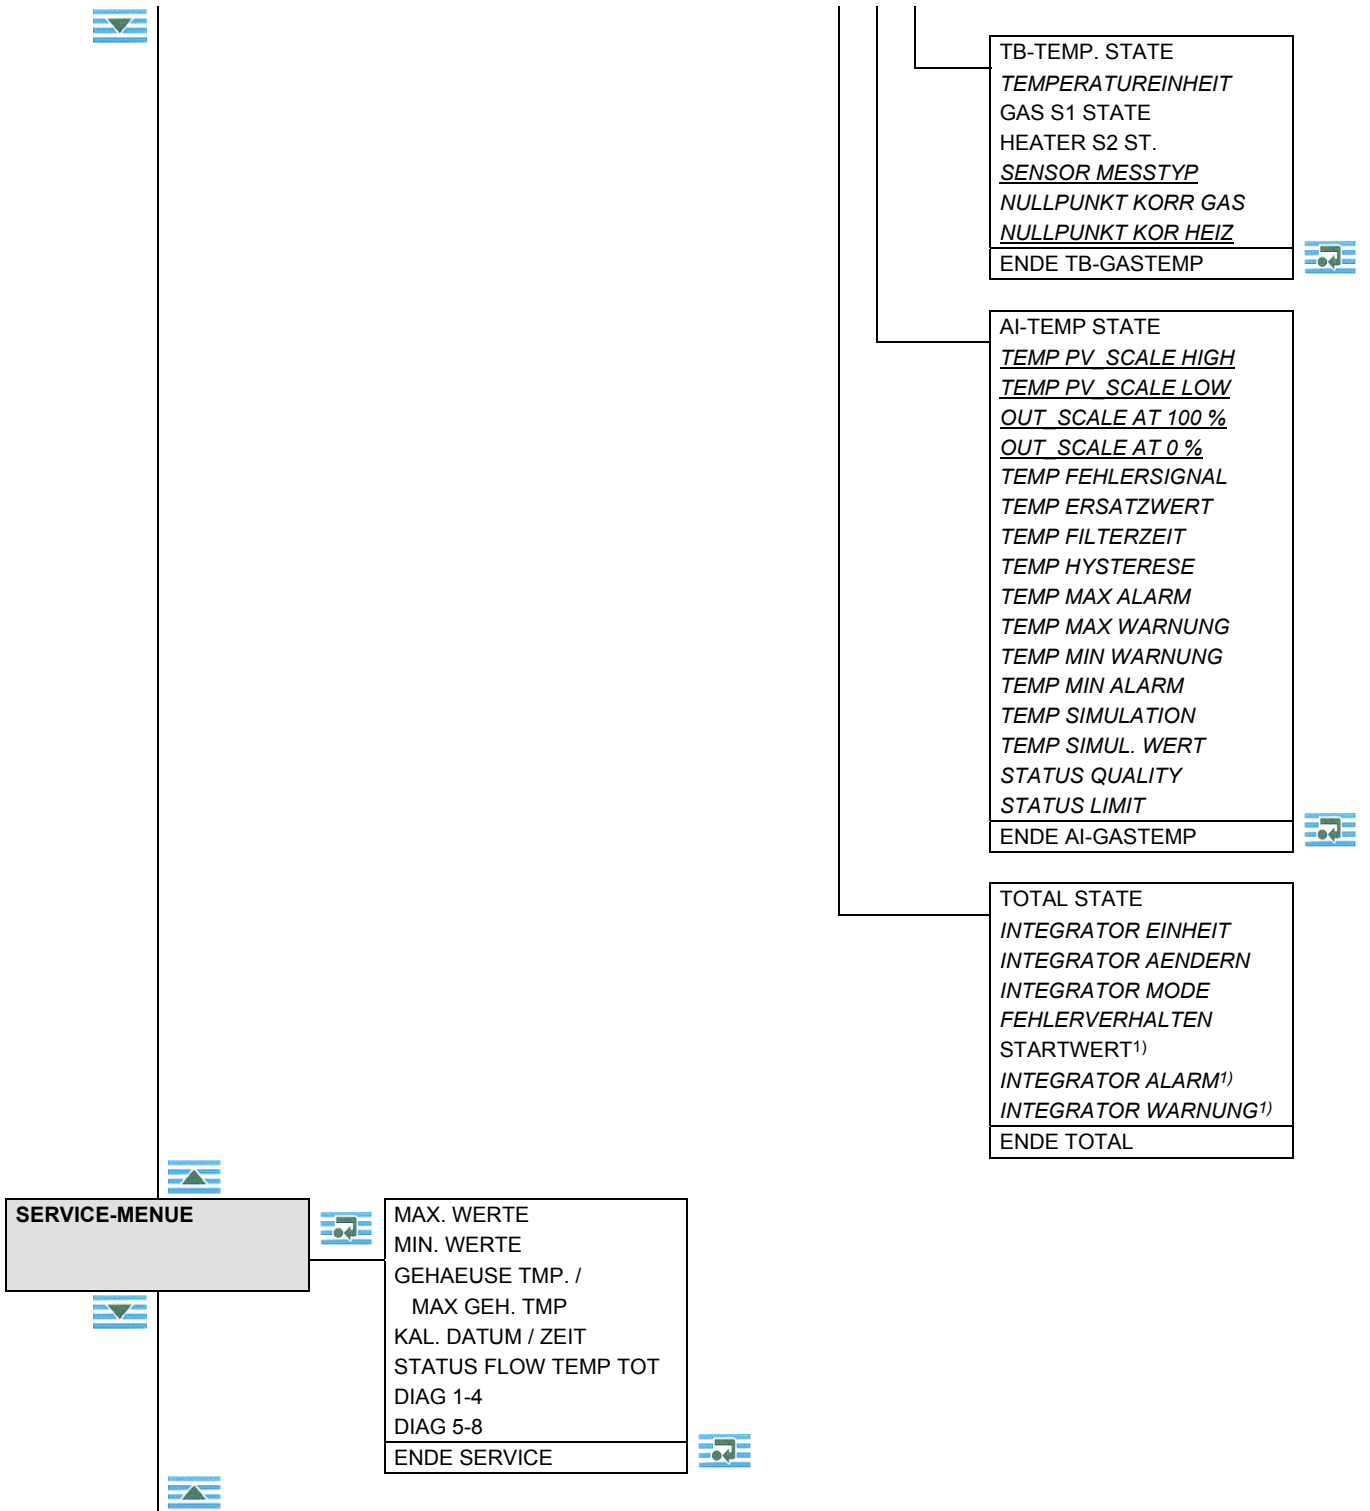 TB-TEMP. STATE
TEMPERATUREINHEIT
GAS S1 STATE
HEATER S2 ST.
SENSOR MESSTYP
NULLPUNKT KORR GAS
NULLPUNKT KOR HEIZ
ENDE TB-GASTEMP
AI-TEMP STATE
TEMP PV_SCALE HIGH
TEMP PV_SCALE LOW
OUT_SCALE AT 100 %
OUT_SCALE AT 0 %
TEMP FEHLERSIGNAL
TEMP ERSATZWERT
TEMP FILTERZEIT
TEMP HYSTERESE
TEMP MAX ALARM
TEMP MAX WARNUNG
TEMP MIN WARNUNG
TEMP MIN ALARM
TEMP SIMULATION
TEMP SIMUL. WERT
STATUS QUALITY
STATUS LIMIT
ENDE AI-GASTEMP
TOTAL STATE
INTEGRATOR EINHEIT
INTEGRATOR AENDERN
INTEGRATOR MODE
FEHLERVERHALTEN
STARTWERT1)
INTEGRATOR ALARM1)
INTEGRATOR WARNUNG1)
ENDE TOTAL
SERVICE-MENUE
MAX. WERTE
MIN. WERTE
GEHAEUSE TMP. /
MAX GEH. TMP
KAL. DATUM / ZEIT
STATUS FLOW TEMP TOT
DIAG 1-4
DIAG 5-8
ENDE SERVICE